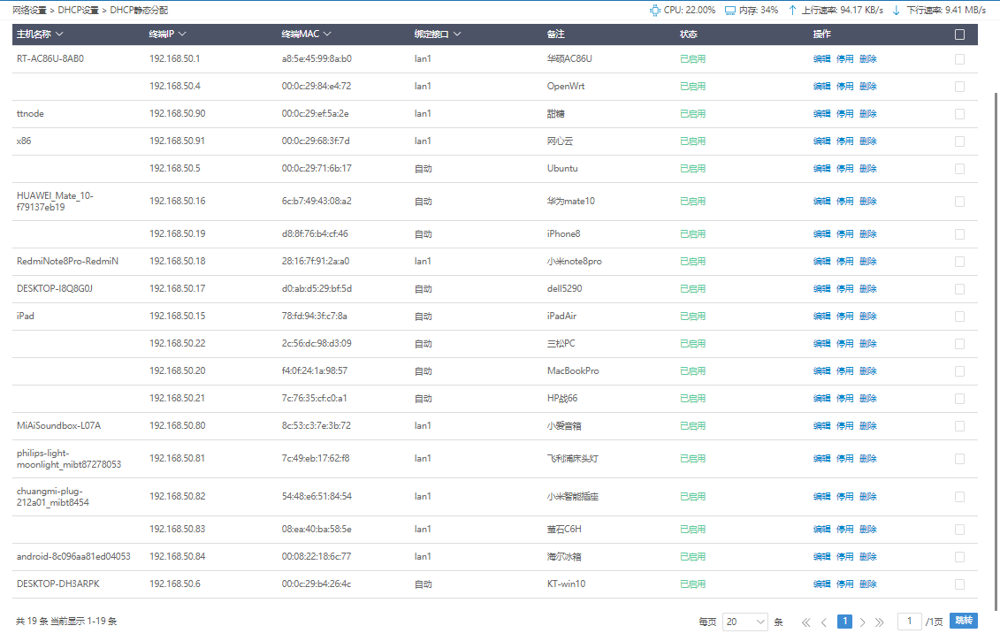 网络设置 > DHCP设置 > DHCP静态分配 CPU: 22.00% 内存: 34% 上行速率: 94.17 KB/s 下行速率: 9.41 MB/s
主机名称 终端IP 终端MAC 绑定接口 备注 状态 操作
RT-AC86U-8AB0 192.168.50.1 a8:5e:45:99:8a:b0 lan1 华硕AC86U 已启用 编辑 停用 删除
192.168.50.4 00:0c:29:84:e4:72 lan1 OpenWrt 已启用 编辑 停用 删除
ttnode 192.168.50.90 00:0c:29:ef:5a:2e lan1 甜糖 已启用 编辑 停用 删除
x86 192.168.50.91 00:0c:29:68:3f:7d lan1 网心云 已启用 编辑 停用 删除
192.168.50.5 00:0c:29:71:6b:17 自动 Ubuntu 已启用 编辑 停用 删除
HUAWEI_Mate_10-
f79137eb19 192.168.50.16 6c:b7:49:43:08:a2 自动 华为mate10 已启用 编辑 停用 删除
192.168.50.19 d8:8f:76:b4:cf:46 自动 iPhone8 已启用 编辑 停用 删除
RedmiNote8Pro-RedmiN 192.168.50.18 28:16:7f:91:2a:a0 lan1 小米note8pro 已启用 编辑 停用 删除
DESKTOP-I8Q8G0J 192.168.50.17 d0:ab:d5:29:bf:5d 自动 dell5290 已启用 编辑 停用 删除
iPad 192.168.50.15 78:fd:94:3f:c7:8a 自动 iPadAir 已启用 编辑 停用 删除
192.168.50.22 2c:56:dc:98:d3:09 自动 三松PC 已启用 编辑 停用 删除
192.168.50.20 f4:0f:24:1a:98:57 自动 MacBookPro 已启用 编辑 停用 删除
192.168.50.21 7c:76:35:cf:c0:a1 自动 HP战66 已启用 编辑 停用 删除
MiAiSoundbox-L07A 192.168.50.80 8c:53:c3:7e:3b:72 lan1 小爱音箱 已启用 编辑 停用 删除
philips-light-
moonlight_mibt87278053 192.168.50.81 7c:49:eb:17:62:f8 lan1 飞利浦床头灯 已启用 编辑 停用 删除
chuangmi-plug-
212a01_mibt8454 192.168.50.82 54:48:e6:51:84:54 lan1 小米智能插座 已启用 编辑 停用 删除
192.168.50.83 08:ea:40:ba:58:5e lan1 萤石C6H 已启用 编辑 停用 删除
android-8c096aa81ed04053 192.168.50.84 00:08:22:18:6c:77 lan1 海尔冰箱 已启用 编辑 停用 删除
DESKTOP-DH3ARPK 192.168.50.6 00:0c:29:b4:26:4c 自动 KT-win10 已启用 编辑 停用 删除
共 19 条 当前显示 1-19 条 每页 20 条 1 1 /1页 跳转